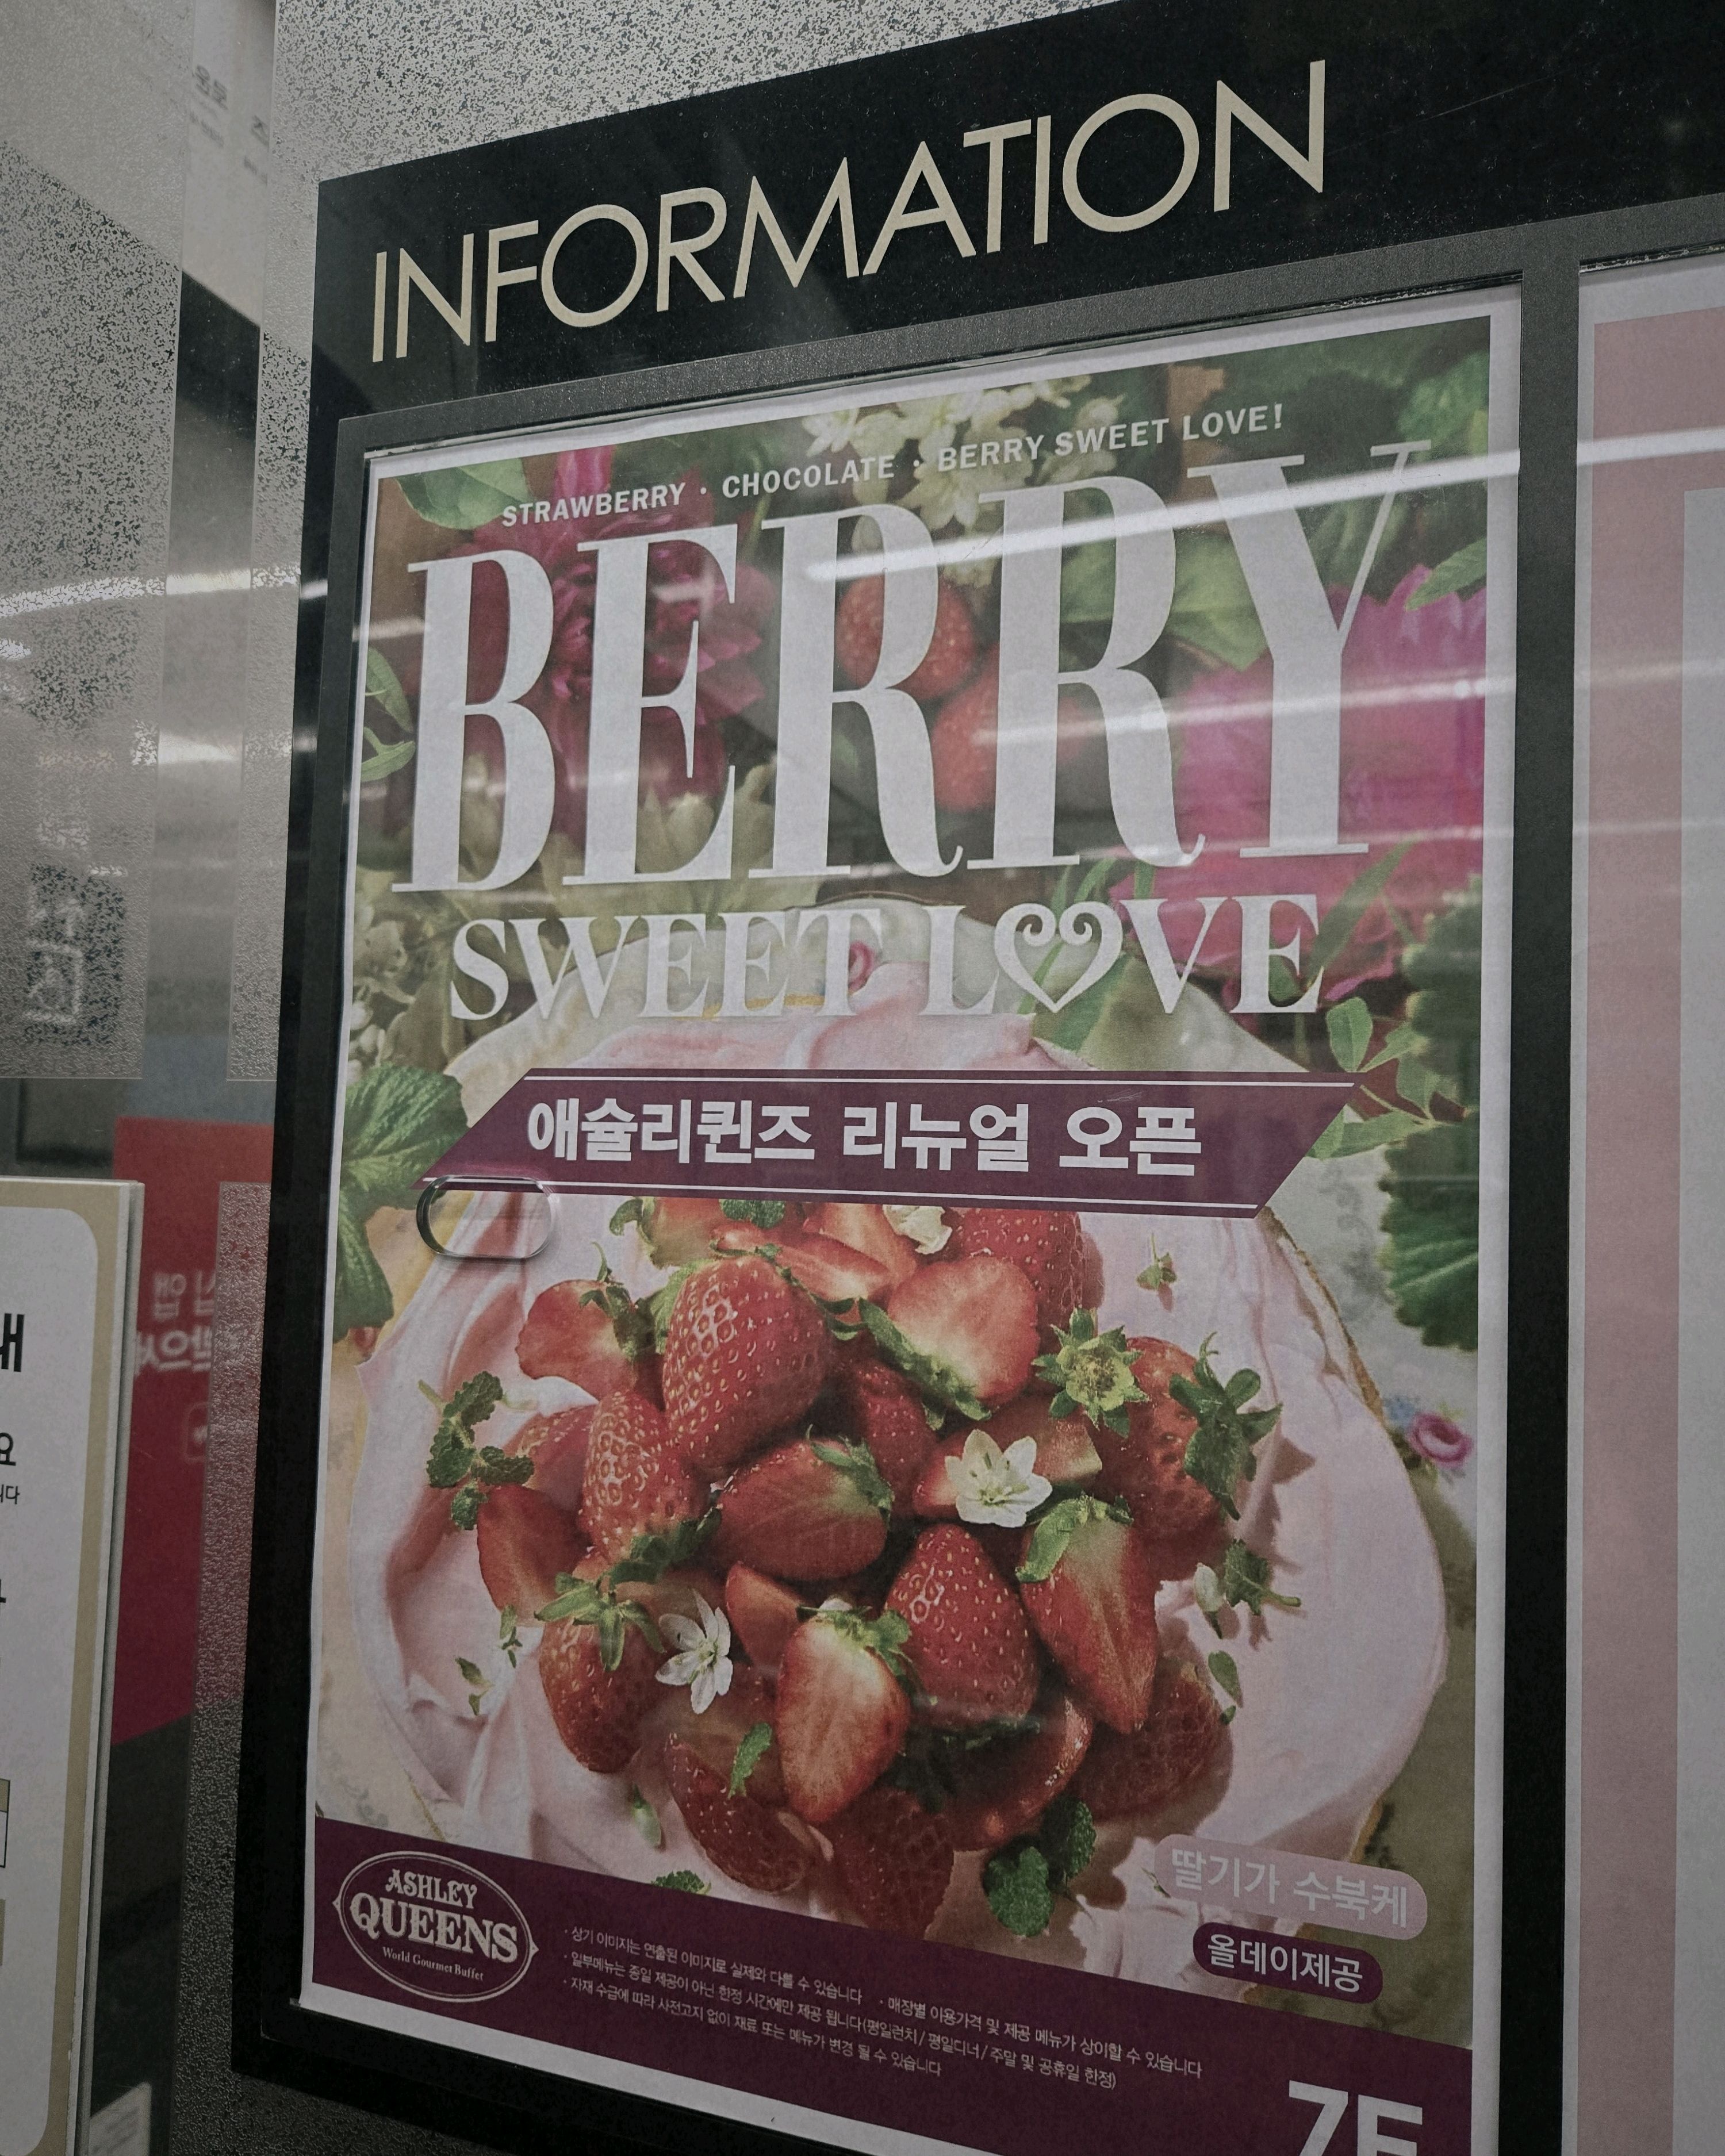 INFORMATION
STRAWBERRY · CHOCOLATE · BERRY SWEET LOVE!
BERRY
SWEET LOVE
애슐리퀸즈 리뉴얼 오픈
딸기가 수북케
올데이제공
ASHLEY
QUEENS
World Gourmet Buffet
· 상기 이미지는 연출된 이미지로 실제와 다를 수 있습니다 · 매장별 이용가격 및 제공 메뉴가 상이할 수 있습니다
· 일부메뉴는 종일 제공이 아닌 한정 시간에만 제공 됩니다(평일런치/ 평일디너/ 주말 및 공휴일 한정)
· 자재 수급에 따라 사전고지 없이 재료 또는 메뉴가 변경 될 수 있습니다
7F